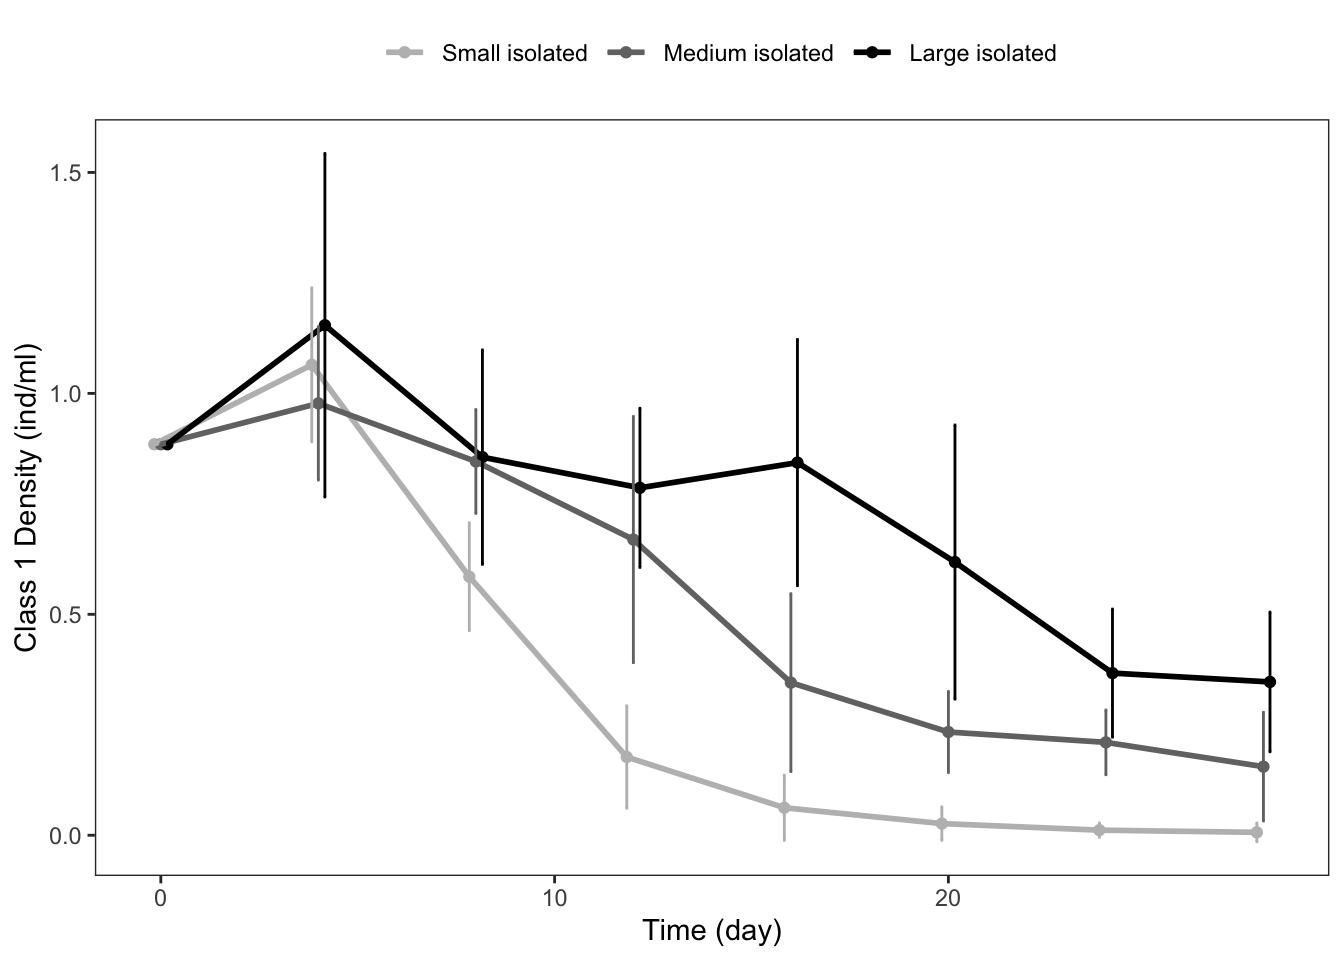 Small isolated Medium isolated Large isolated
1.5
1.0
0.5
0.0
Class 1 Density (ind/ml)
0 10 20
Time (day)